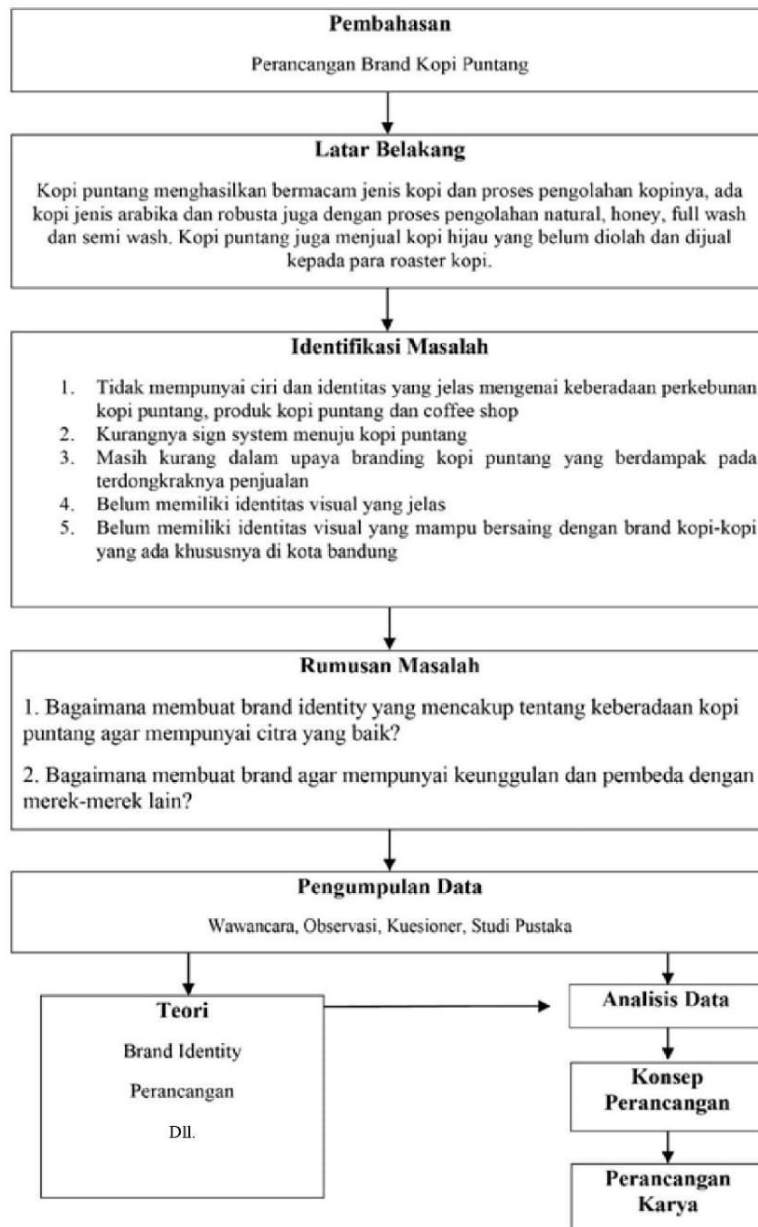 Pembahasan
Perancangan Brand Kopi Puntang
Latar Belakang
Kopi puntang menghasilkan bermacam jenis kopi dan proses pengolahan kopinya, ada
kopi jenis arabika dan robusta juga dengan proses pengolahan natural, honey, full wash
dan semi wash. Kopi puntang juga menjual kopi hijau yang belum diolah dan dijual
kepada para roaster kopi.
Identifikasi Masalah
1. Tidak mempunyai ciri dan identitas yang jelas mengenai keberadaan perkebunan
kopi puntang, produk kopi puntang dan coffee shop
2. Kurangnya sign system menuju kopi puntang
3. Masih kurang dalam upaya branding kopi puntang yang berdampak pada
terdongkraknya penjualan
4. Belum memiliki identitas visual yang jelas
5. Belum memiliki identitas visual yang mampu bersaing dengan brand kopi-kopi
yang ada khususnya di kota bandung
Rumusan Masalah
1. Bagaimana membuat brand identity yang mencakup tentang keberadaan kopi
puntang agar mempunyai citra yang baik?
2. Bagaimana membuat brand agar mempunyai keunggulan dan pembeda dengan
merek-merek lain?
Pengumpulan Data
Wawancara, Observasi, Kuesioner, Studi Pustaka
Teori
Brand Identity
Perancangan
Dll.
Analisis Data
Konsep
Perancangan
Perancangan
Karya